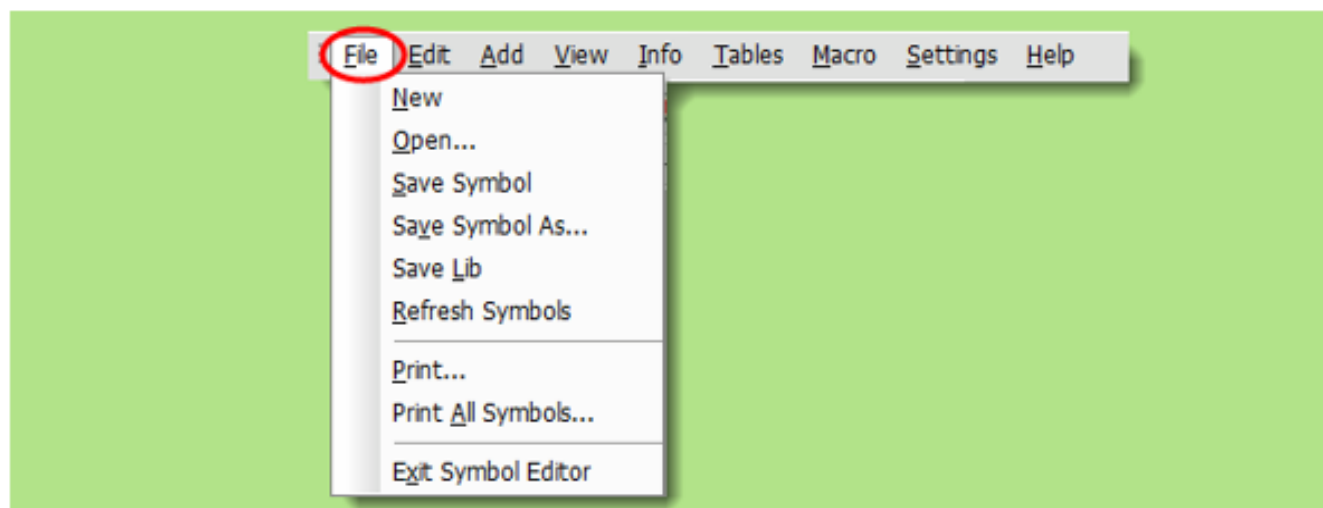 File Edit Add View Info Tables Macro Settings Help
New
Open...
Save Symbol
Save Symbol As...
Save Lib
Refresh Symbols
Print...
Print All Symbols...
Exit Symbol Editor